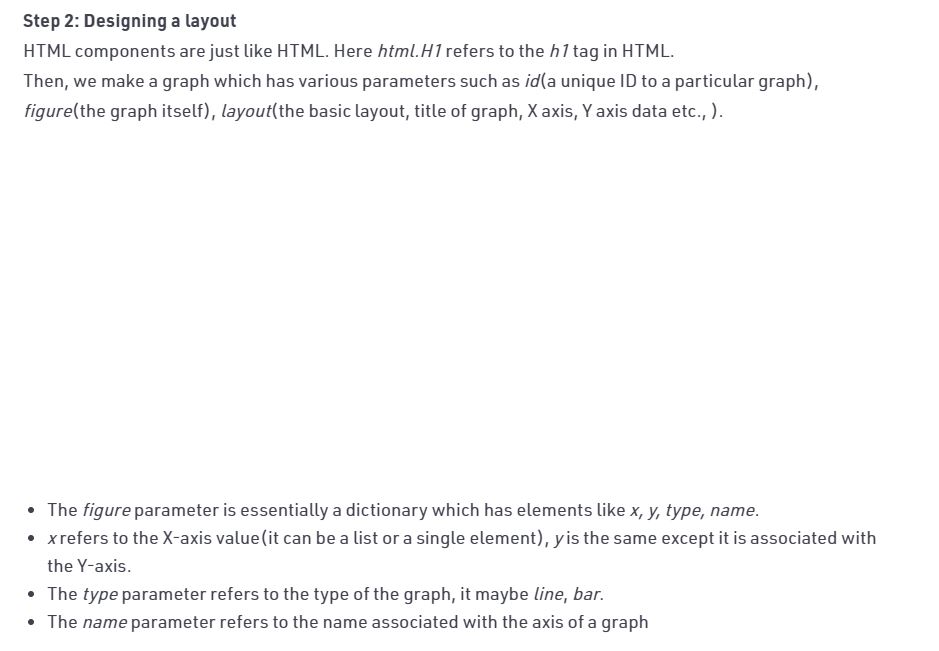 Step 2: Designing a layout
HTML components are just like HTML. Here html.H1 refers to the h1 tag in HTML.
Then, we make a graph which has various parameters such as id(a unique ID to a particular graph),
figure(the graph itself), layout(the basic layout, title of graph, X axis, Y axis data etc., ).
• The figure parameter is essentially a dictionary which has elements like x, y, type, name.
• x refers to the X-axis value(it can be a list or a single element), y is the same except it is associated with
the Y-axis.
• The type parameter refers to the type of the graph, it maybe line, bar.
• The name parameter refers to the name associated with the axis of a graph